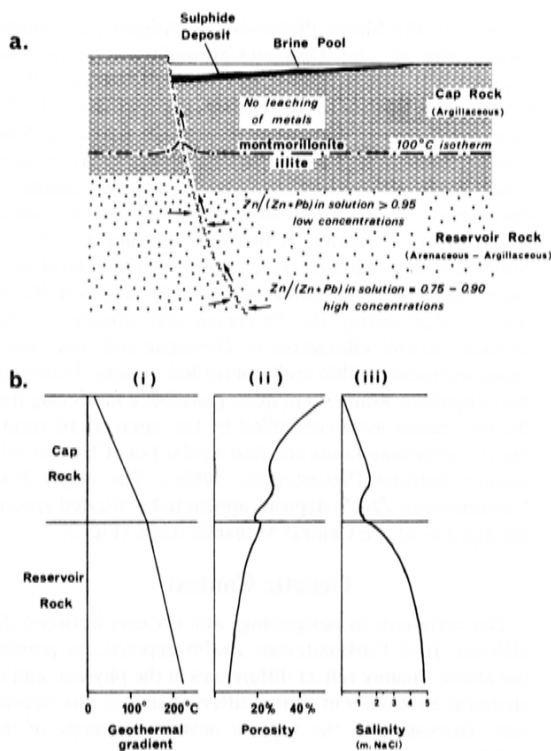 a.
Sulphide
Deposit
Brine Pool
Cap Rock
(Argillaceous)
No leaching
of metals
montmorillonite
100°C isotherm
illite
Zn/(Zn+Pb) in solution > 0.95
low concentrations
Reservoir Rock
(Arenaceous – Argillaceous)
Zn/(Zn+Pb) in solution = 0.75 - 0.90
high concentrations
b.
(i)
(ii)
(iii)
Cap
Rock
Reservoir
Rock
0
100°
200°C
Geothermal
gradient
20%
40%
Porosity
1
2
3
4
5
Salinity
(m. NaCl)